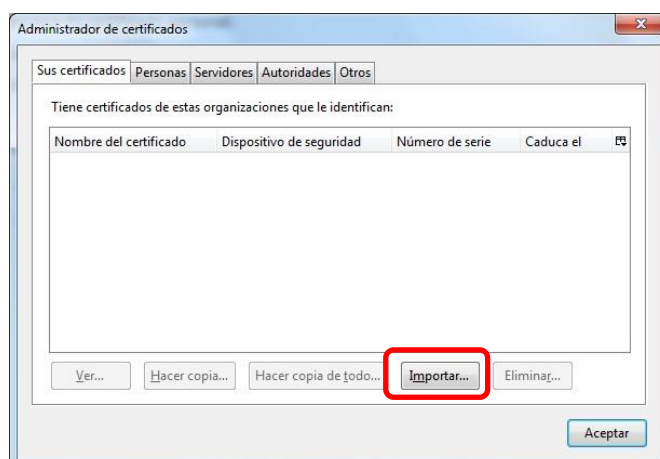 Administrador de certificados
Sus certificados Personas Servidores Autoridades Otros
Tiene certificados de estas organizaciones que le identifican:
Nombre del certificado Dispositivo de seguridad Número de serie Caduca el
Ver... Hacer copia... Hacer copia de todo... Importar... Eliminar...
Aceptar